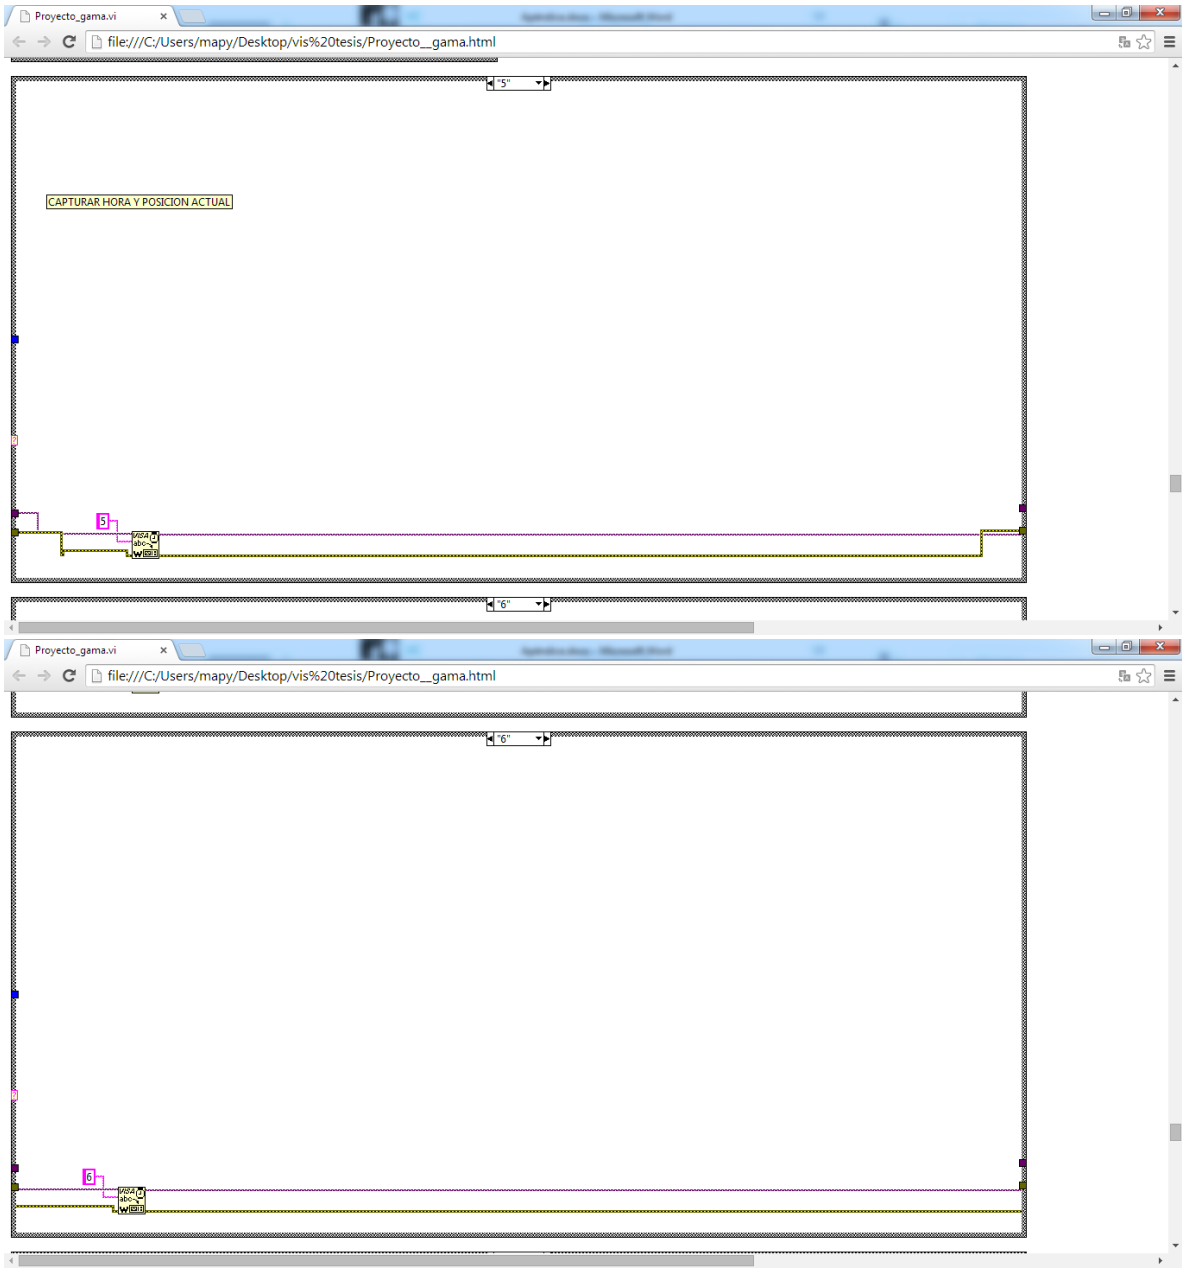 Proyecto_gama.vi
file:///C:/Users/mapy/Desktop/vis%20tesis/Proyecto__gama.html
"5"
CAPTURAR HORA Y POSICION ACTUAL
?
5
VISA
abc
W
"6"
Proyecto_gama.vi
file:///C:/Users/mapy/Desktop/vis%20tesis/Proyecto__gama.html
"6"
?
6
VISA
abc
W